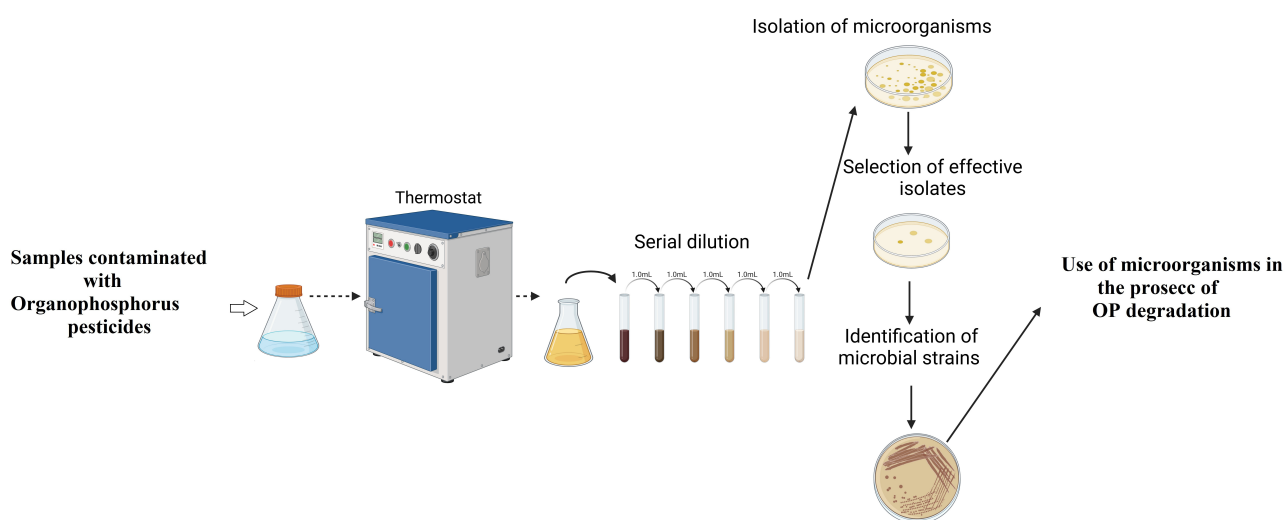 Samples contaminated
with
Organophosphorus
pesticides
Thermostat
Serial dilution
1.0mL 1.0mL 1.0mL 1.0mL 1.0mL
Isolation of microorganisms
Selection of effective
isolates
Identification of
microbial strains
Use of microorganisms in
the prosecc of
OP degradation